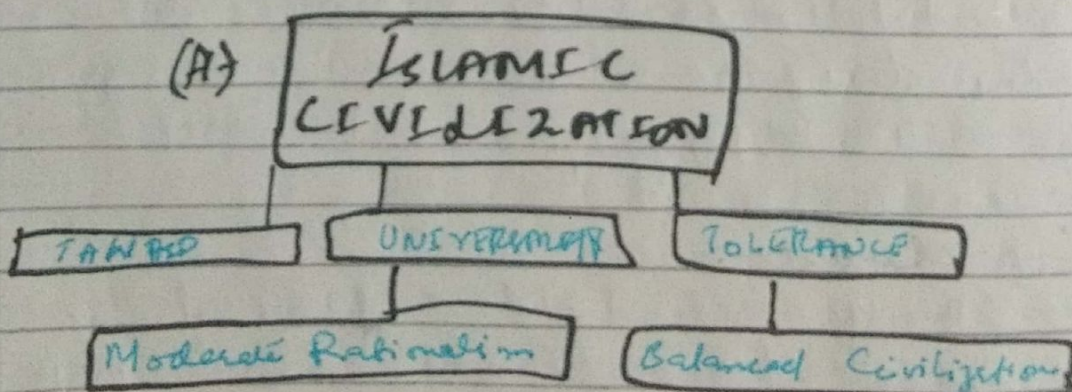 (A) ISLAMIC
CIVILIZATION
TAWHID UNIVERSALITY TOLERANCE
Moderate Rationalism Balanced Civilization